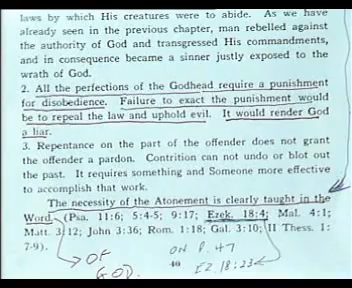 laws by which His creatures were to abide. As we have
already seen in the previous chapter, man rebelled against
the authority of God and transgressed His commandments,
and in consequence became a sinner justly exposed to the
wrath of God.
2. All the perfections of the Godhead require a punishment
for disobedience. Failure to exact the punishment would
be to repeal the law and uphold evil. It would render God
a liar.
3. Repentance on the part of the offender does not grant
the offender a pardon. Contrition can not undo or blot out
the past. It requires something and Someone more effective
to accomplish that work.
The necessity of the Atonement is clearly taught in the
Word. (Psa. 11:6; 5:4-5; 9:17; Ezek. 18:4; Mal. 4:1;
Matt. 3:12; John 3:36; Rom. 1:18; Gal. 3:10; II Thess. 1:
7-9).
OF
GOD.
ON P. 47
40
EZ 18:23